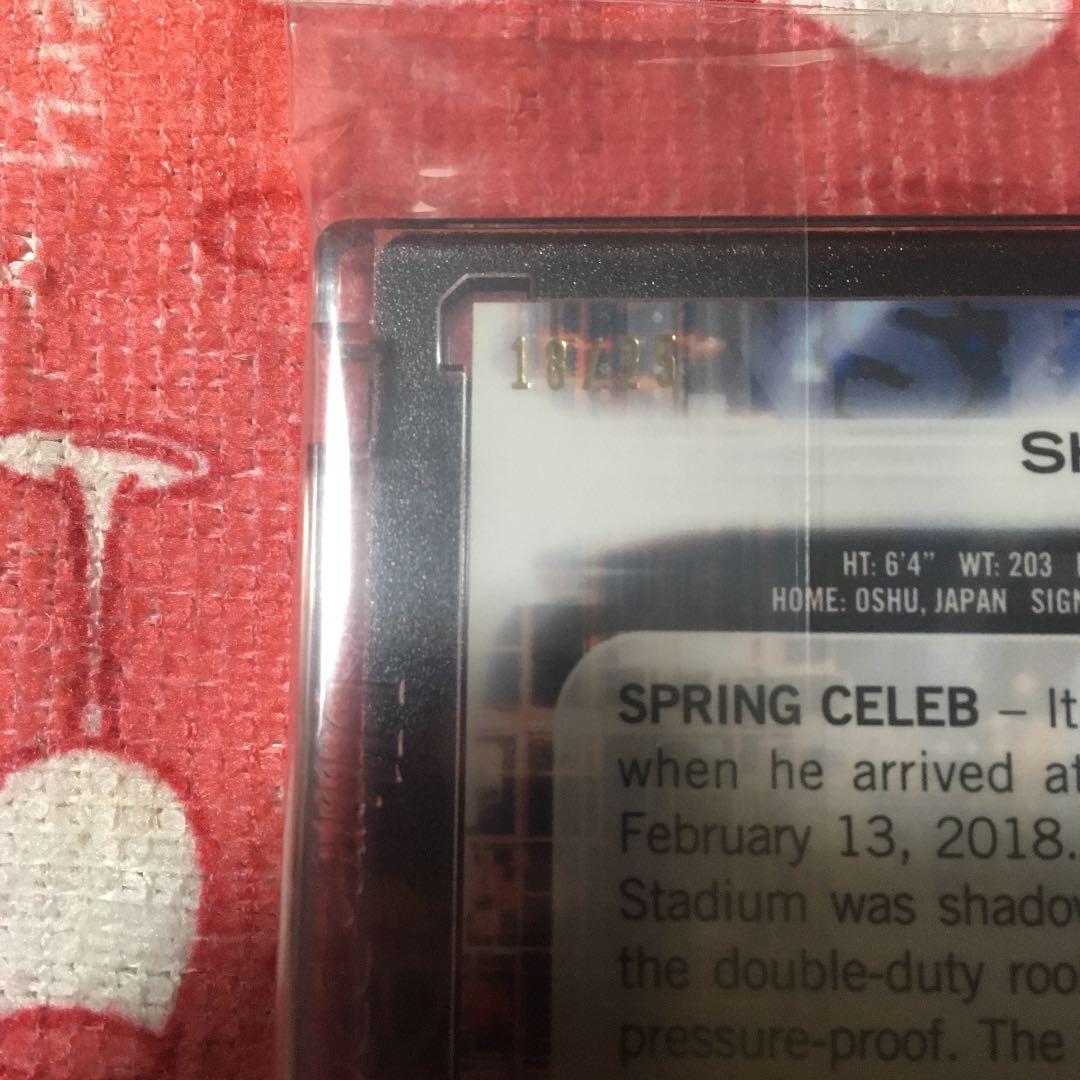 18/25
SH
HT: 6'4" WT: 203
HOME: OSHU, JAPAN SIGN
SPRING CELEB – It
when he arrived at
February 13, 2018.
Stadium was shadow
the double-duty roo
pressure-proof. The